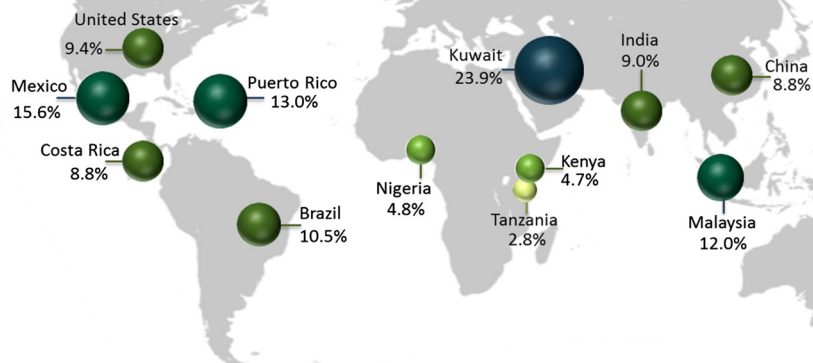 United States
9.4%
Mexico
15.6%
Puerto Rico
13.0%
Costa Rica
8.8%
Brazil
10.5%
Kuwait
23.9%
India
9.0%
China
8.8%
Nigeria
4.8%
Kenya
4.7%
Tanzania
2.8%
Malaysia
12.0%